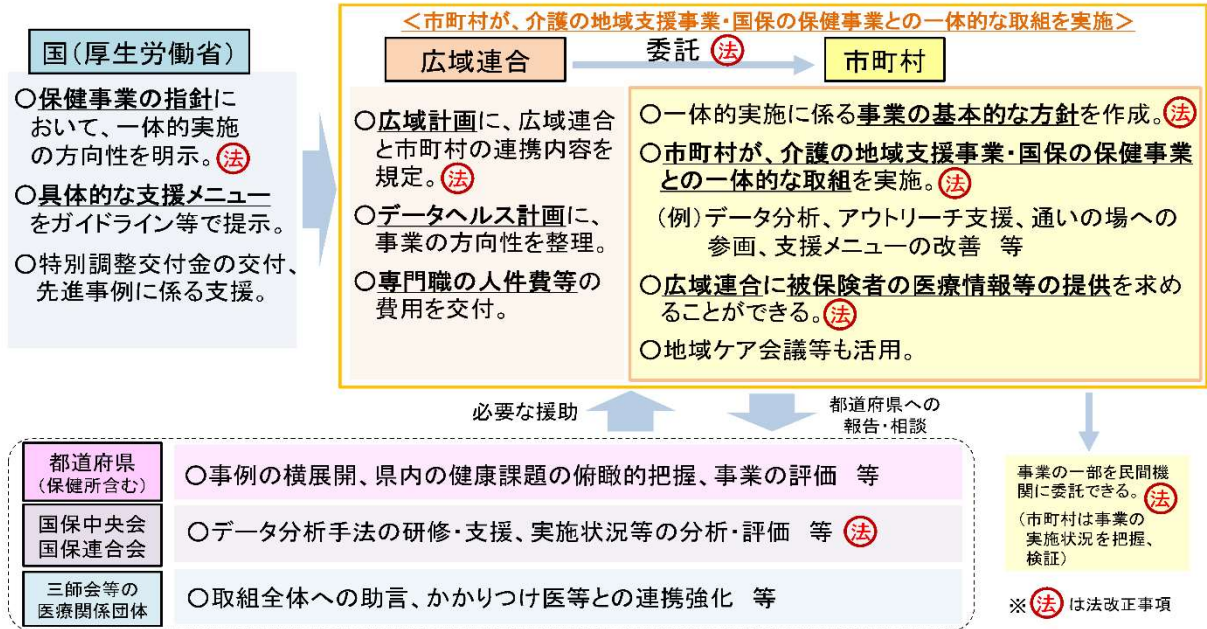 <市町村が、介護の地域支援事業・国保の保健事業との一体的な取組を実施>
国(厚生労働省)
○保健事業の指針に
おいて、一体的実施
の方向性を明示。法
○具体的な支援メニュー
をガイドライン等で提示。
○特別調整交付金の交付、
先進事例に係る支援。
広域連合
委託 法
市町村
○広域計画に、広域連合
と市町村の連携内容を
規定。法
○データヘルス計画に、
事業の方向性を整理。
○専門職の人件費等の
費用を交付。
○一体的実施に係る事業の基本的な方針を作成。法
○市町村が、介護の地域支援事業・国保の保健事業
との一体的な取組を実施。法
(例)データ分析、アウトリーチ支援、通いの場への
参画、支援メニューの改善 等
○広域連合に被保険者の医療情報等の提供を求め
ることができる。法
○地域ケア会議等も活用。
必要な援助
都道府県への
報告・相談
都道府県
(保健所含む)
○事例の横展開、県内の健康課題の俯瞰的把握、事業の評価 等
国保中央会
国保連合会
○データ分析手法の研修・支援、実施状況等の分析・評価 等 法
三師会等の
医療関係団体
○取組全体への助言、かかりつけ医等との連携強化 等
事業の一部を民間機
関に委託できる。法
(市町村は事業の
実施状況を把握、
検証)
※法は法改正事項